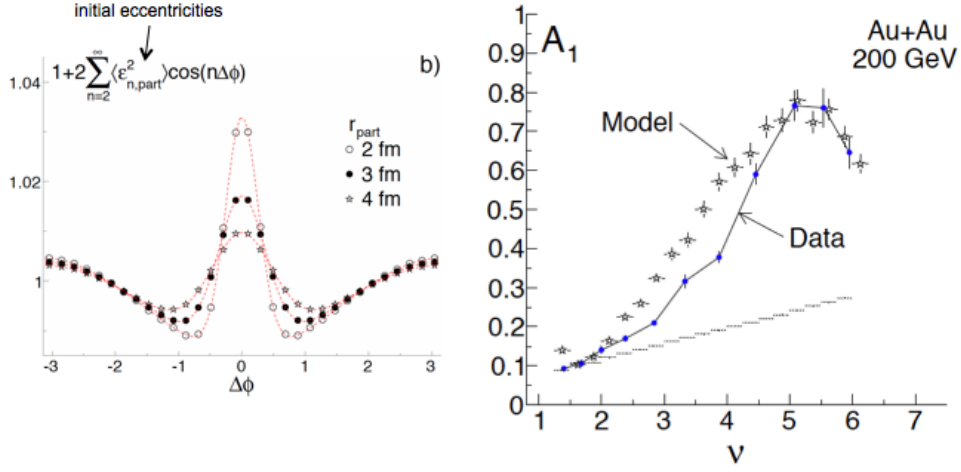 initial eccentricities
1+2∑⟨ε²ₙ,part⟩cos(nΔϕ)
∞
n=2
b)
1.04
1.02
1
r_part
○ 2 fm
● 3 fm
☆ 4 fm
-3 -2 -1 0 1 2 3
Δϕ
A₁
Au+Au
200 GeV
Model
Data
1
0.9
0.8
0.7
0.6
0.5
0.4
0.3
0.2
0.1
0
1 2 3 4 5 6 7
ν